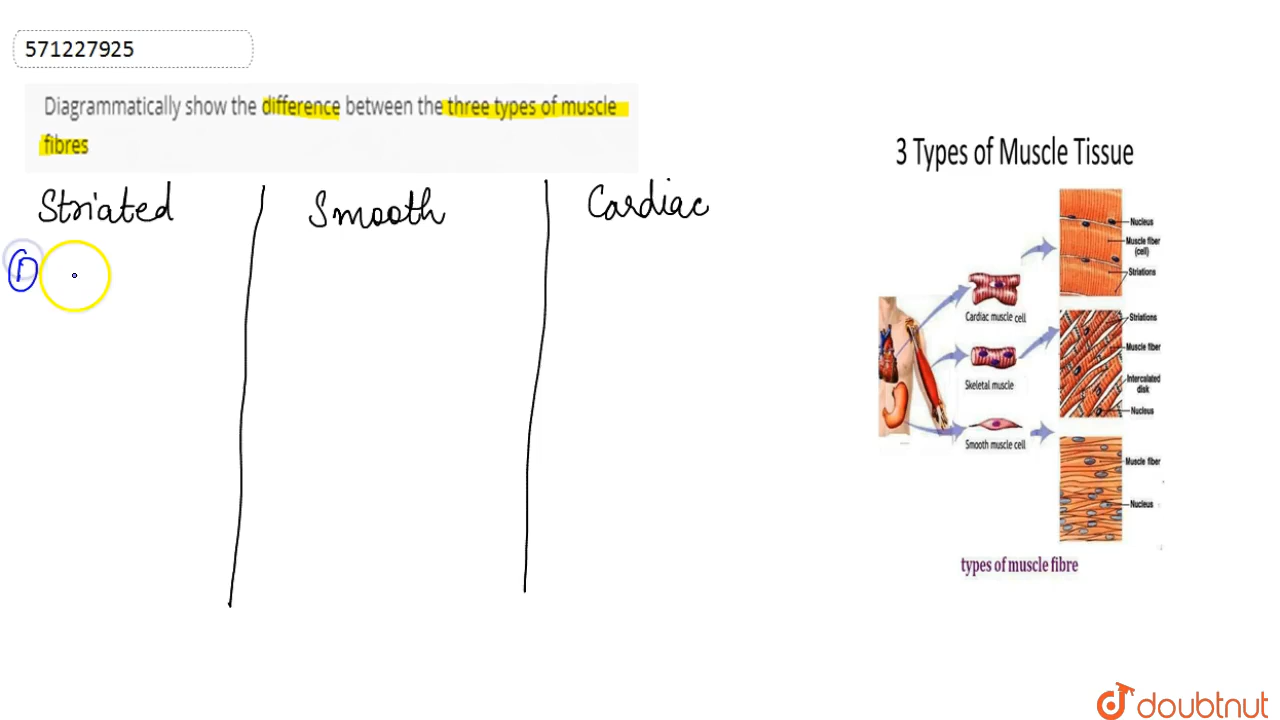 571227925
Diagrammatically show the difference between the three types of muscle
fibres
Striated
Smooth
Cardiac
1
3 Types of Muscle Tissue
Cardiac muscle cell
Skeletal muscle
Smooth muscle cell
Nucleus
Muscle fiber
(cell)
Striations
Striations
Muscle fiber
Intercalated
disk
Nucleus
Muscle fiber
Nucleus
types of muscle fibre
doubtnut